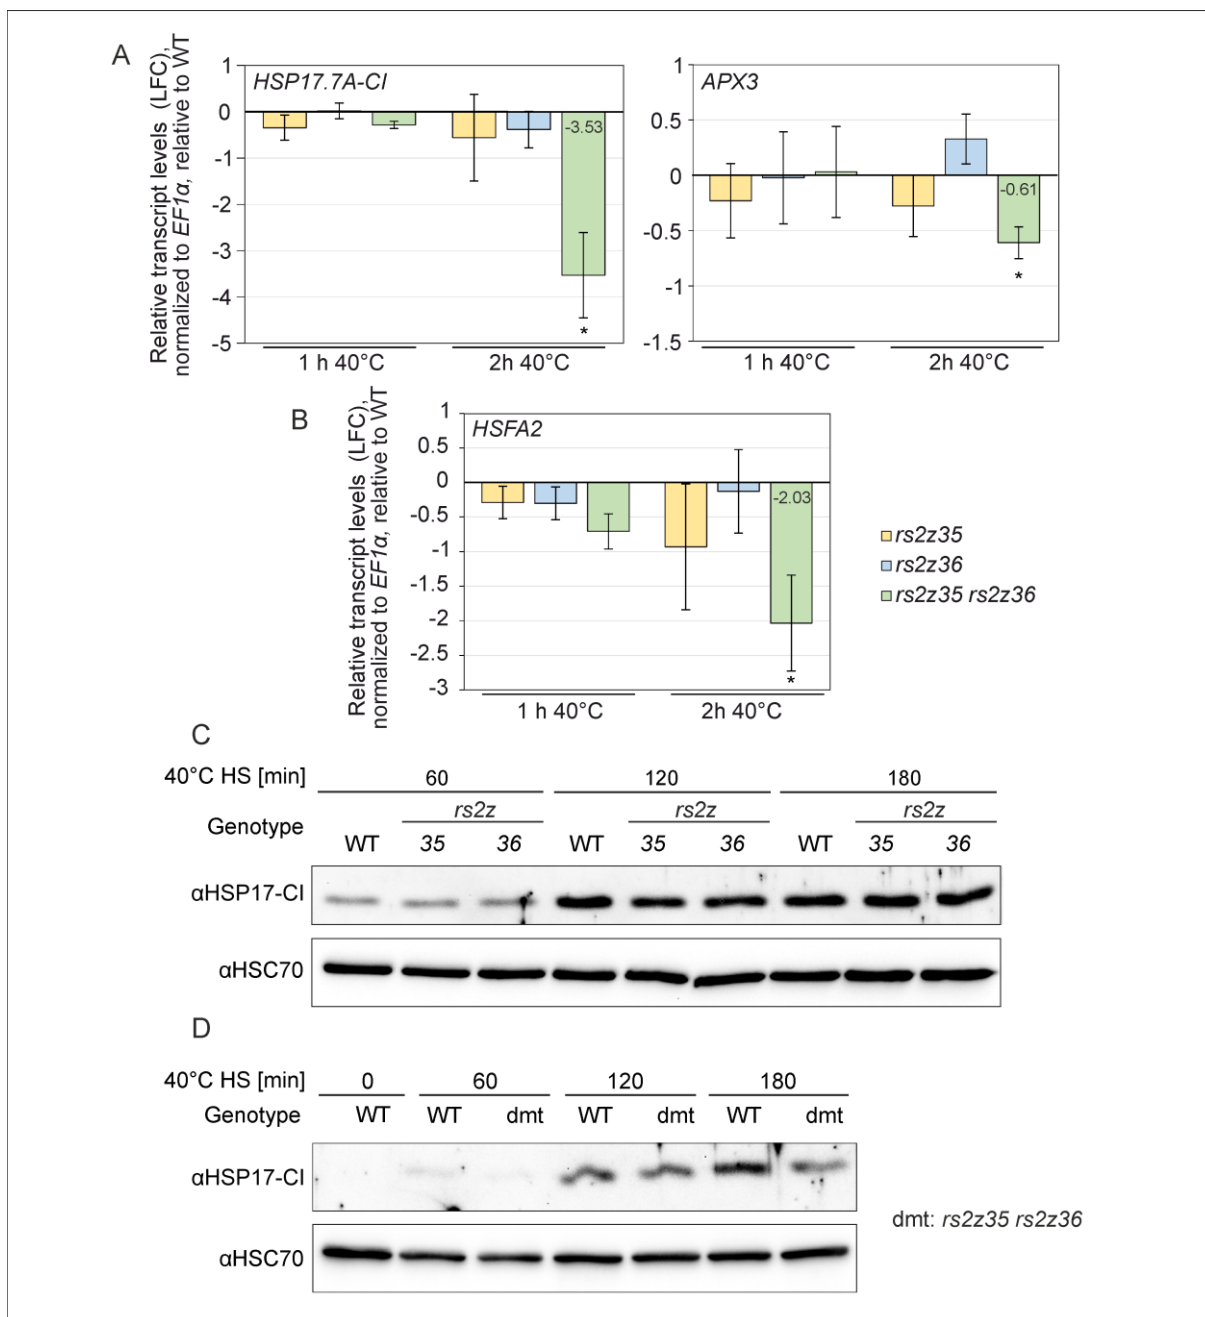 A
Relative transcript levels (LFC),
normalized to EF1α, relative to WT
HSP17.7A-CI
1
0
-1
-2
-3
-4
-5
-3.53
*
1 h 40°C
2h 40°C
APX3
1
0.5
0
-0.5
-1
-1.5
-0.61
*
1 h 40°C
2h 40°C
B
Relative transcript levels (LFC),
normalized to EF1α, relative to WT
HSFA2
1
0.5
0
-0.5
-1
-1.5
-2
-2.5
-3
-2.03
*
1 h 40°C
2h 40°C
rs2z35
rs2z36
rs2z35 rs2z36
C
40°C HS [min] 60 120 180
rs2z rs2z rs2z
Genotype
WT 35 36 WT 35 36 WT 35 36
αHSP17-CI
αHSC70
D
40°C HS [min] 0 60 120 180
Genotype WT WT dmt WT dmt WT dmt
αHSP17-CI
αHSC70
dmt: rs2z35 rs2z36